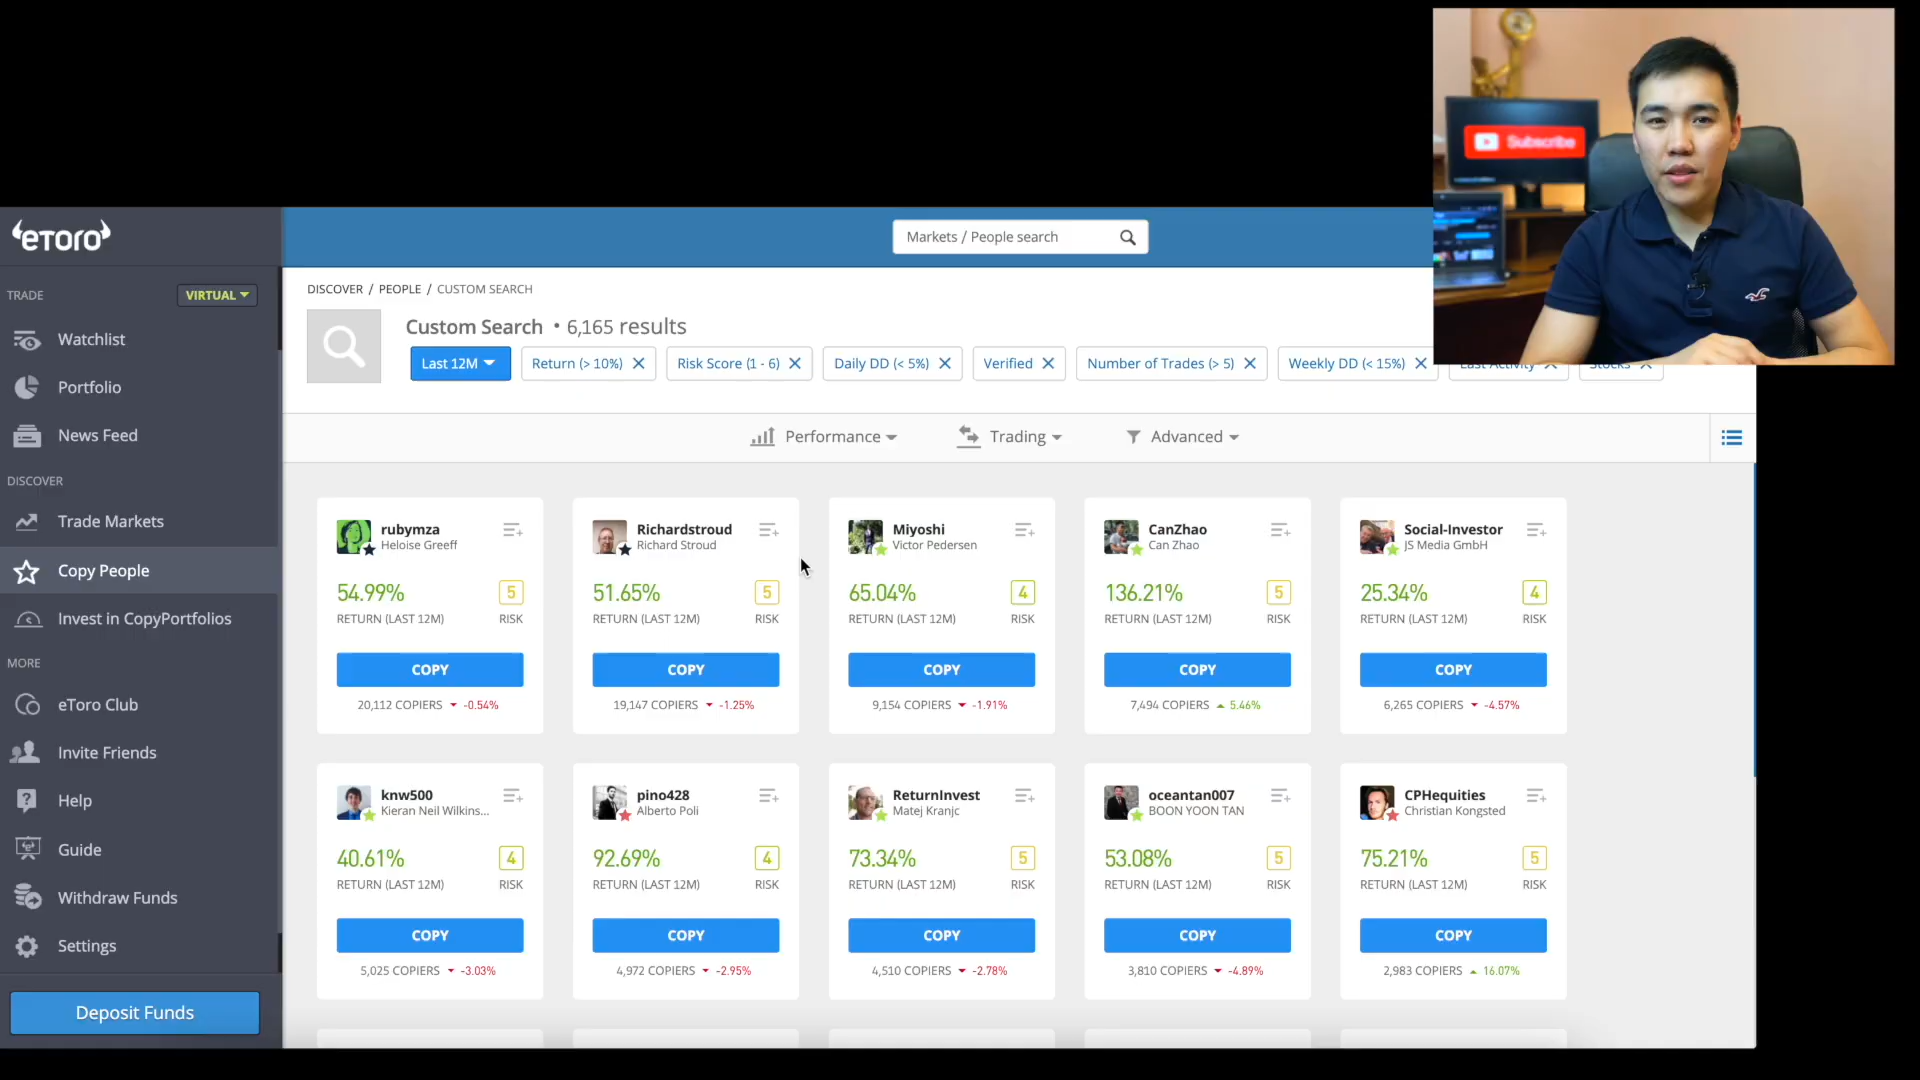 Subscribe
eToro
Markets / People search
TRADE
VIRTUAL
Watchlist
Portfolio
News Feed
DISCOVER
Trade Markets
Copy People
Invest in CopyPortfolios
MORE
eToro Club
Invite Friends
Help
Guide
Withdraw Funds
Settings
Deposit Funds
DISCOVER / PEOPLE / CUSTOM SEARCH
Custom Search • 6,165 results
Last 12M Return (> 10%) Risk Score (1 - 6) Daily DD (< 5%) Verified Number of Trades (> 5) Weekly DD (< 15%) Last Activity Stocks
Performance Trading Advanced
rubymza
Heloise Greeff
54.99% 5
RETURN (LAST 12M) RISK
COPY
20,112 COPIERS -0.54%
Richardstroud
Richard Stroud
51.65% 5
RETURN (LAST 12M) RISK
COPY
19,147 COPIERS -1.25%
Miyoshi
Victor Pedersen
65.04% 4
RETURN (LAST 12M) RISK
COPY
9,154 COPIERS -1.91%
CanZhao
Can Zhao
136.21% 5
RETURN (LAST 12M) RISK
COPY
7,494 COPIERS 5.46%
Social-Investor
JS Media GmbH
25.34% 4
RETURN (LAST 12M) RISK
COPY
6,265 COPIERS -4.57%
knw500
Kieran Neil Wilkins...
40.61% 4
RETURN (LAST 12M) RISK
COPY
5,025 COPIERS -3.03%
pino428
Alberto Poli
92.69% 4
RETURN (LAST 12M) RISK
COPY
4,972 COPIERS -2.95%
ReturnInvest
Matej Kranjc
73.34% 5
RETURN (LAST 12M) RISK
COPY
4,510 COPIERS -2.78%
oceantan007
BOON YOON TAN
53.08% 5
RETURN (LAST 12M) RISK
COPY
3,810 COPIERS -4.89%
CPHequities
Christian Kongsted
75.21% 5
RETURN (LAST 12M) RISK
COPY
2,983 COPIERS 16.07%